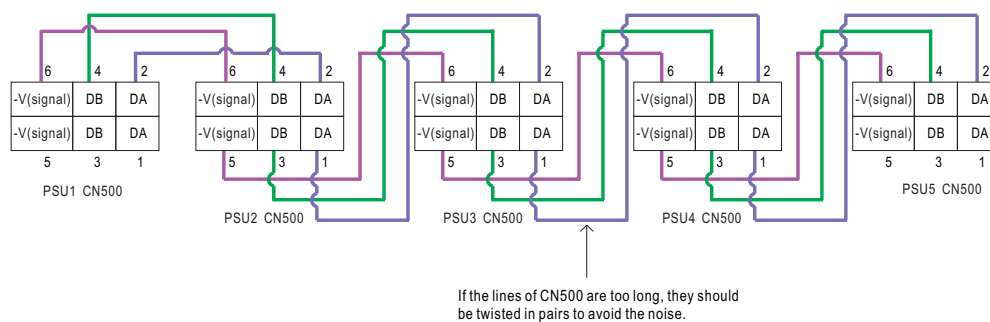 6 4 2 6 4 2 6 4 2 6 4 2 6 4 2
-V(signal) DB DA -V(signal) DB DA -V(signal) DB DA -V(signal) DB DA -V(signal) DB DA
-V(signal) DB DA -V(signal) DB DA -V(signal) DB DA -V(signal) DB DA -V(signal) DB DA
5 3 1 5 3 1 5 3 1 5 3 1 5 3 1
PSU1 CN500 PSU2 CN500 PSU3 CN500 PSU4 CN500 PSU5 CN500
If the lines of CN500 are too long, they should
be twisted in pairs to avoid the noise.